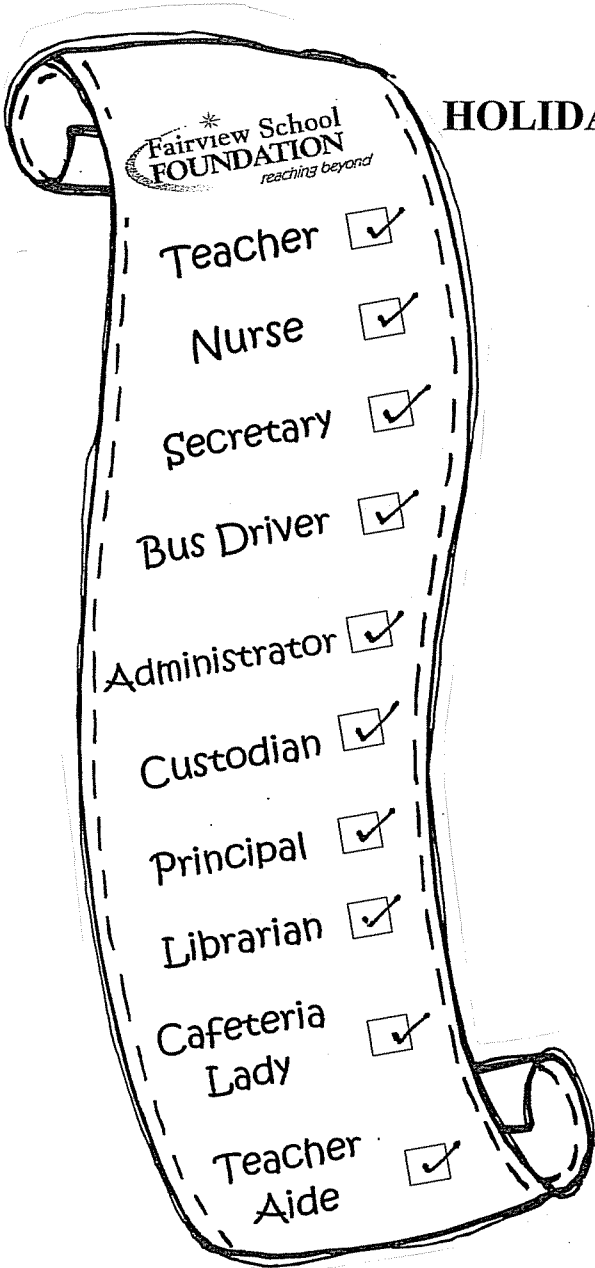 HOLIDA
Fairview School
FOUNDATION
reaching beyond
Teacher
Nurse
Secretary
Bus Driver
Administrator
Custodian
Principal
Librarian
Cafeteria
Lady
Teacher
Aide